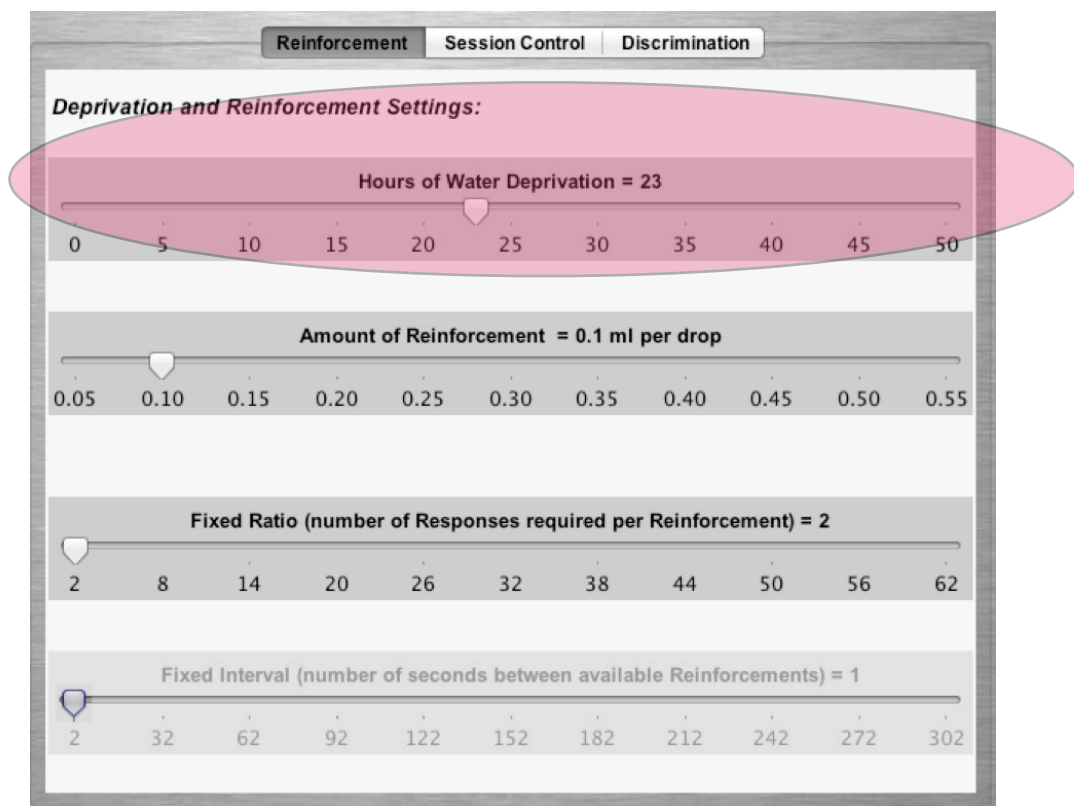 Reinforcement Session Control Discrimination
Deprivation and Reinforcement Settings:
Hours of Water Deprivation = 23
0 5 10 15 20 25 30 35 40 45 50
Amount of Reinforcement = 0.1 ml per drop
0.05 0.10 0.15 0.20 0.25 0.30 0.35 0.40 0.45 0.50 0.55
Fixed Ratio (number of Responses required per Reinforcement) = 2
2 8 14 20 26 32 38 44 50 56 62
Fixed Interval (number of seconds between available Reinforcements) = 1
2 32 62 92 122 152 182 212 242 272 302